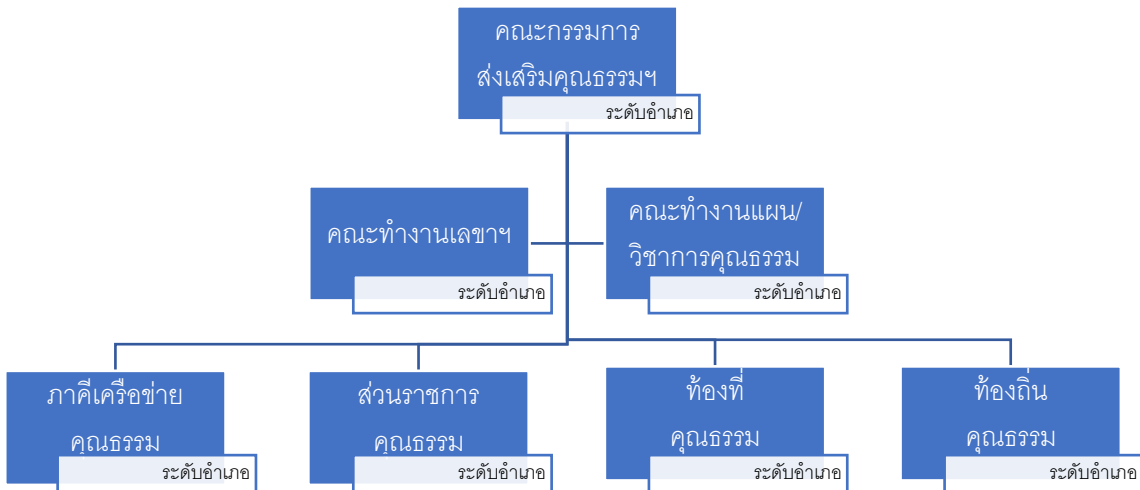 คณะกรรมการ
ส่งเสริมคุณธรรมฯ
ระดับอำเภอ
คณะทำงานเลขาฯ
ระดับอำเภอ
คณะทำงานแผน/
วิชาการคุณธรรม
ระดับอำเภอ
ภาคีเครือข่าย
คุณธรรม
ระดับอำเภอ
ส่วนราชการ
คุณธรรม
ระดับอำเภอ
ท้องที่
คุณธรรม
ระดับอำเภอ
ท้องถิ่น
คุณธรรม
ระดับอำเภอ